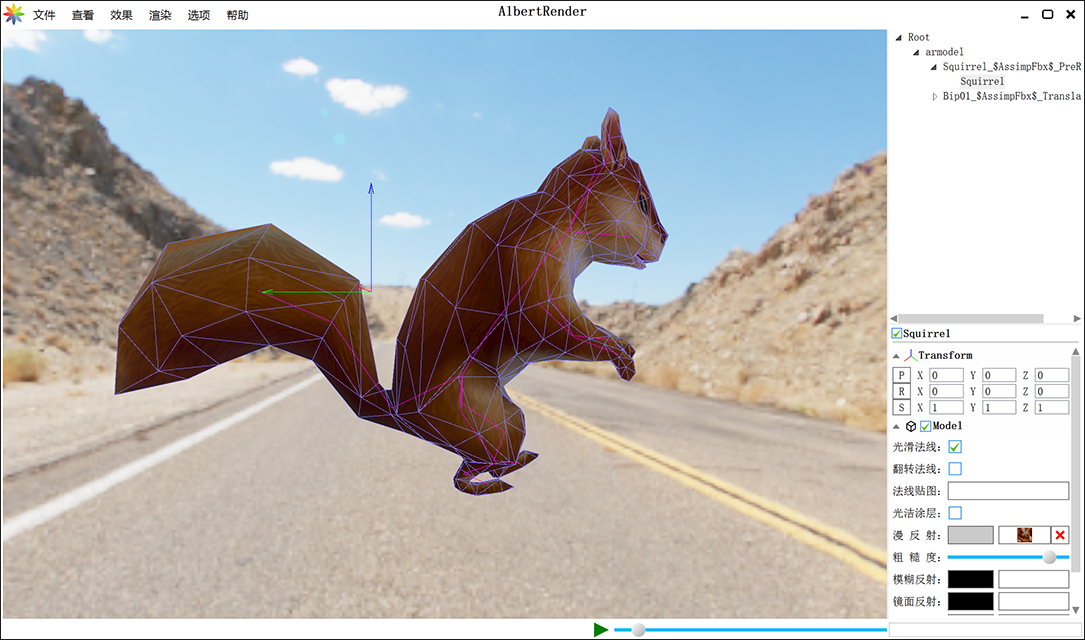 AlbertRender
文件 查看 效果 渲染 选项 帮助
Root
armodel
Squirrel_$AssimpFbx$_PreR
Squirrel
Bip01_$AssimpFbx$_Transla
Squirrel
Transform
P X 0 Y 0 Z 0
R X 0 Y 0 Z 0
S X 1 Y 1 Z 1
Model
光滑法线：
翻转法线：
法线贴图：
光洁涂层：
漫 反 射：
粗 糙 度：
模糊反射：
镜面反射：